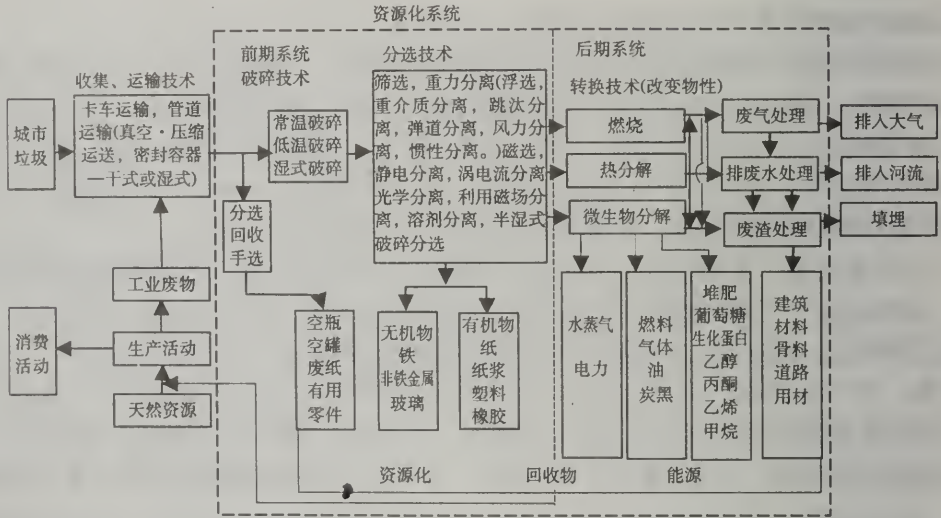 资源化系统
前期系统
破碎技术
分选技术
后期系统
转换技术(改变物性)
收集、运输技术
城市
垃圾
卡车运输，管道
运输(真空·压缩
运送，密封容器
—干式或湿式)
常温破碎
低温破碎
湿式破碎
筛选，重力分离(浮选，
重介质分离，跳汰分
离，弹道分离，风力分
离，惯性分离。)磁选，
静电分离，涡电流分离
光学分离，利用磁场分
离，溶剂分离，半湿式
破碎分选
燃烧
热分解
微生物分解
废气处理
排废水处理
废渣处理
排入大气
排入河流
填埋
分选
回收
手选
工业废物
消费
活动
生产活动
天然资源
空瓶
空罐
废纸
有用
零件
无机物
铁
非铁金属
玻璃
有机物
纸
纸浆
塑料
橡胶
水蒸气
电力
燃料
气体
油
炭黑
堆肥
葡萄糖
生化蛋白
乙醇
丙酮
乙烯
甲烷
建筑
材料
骨料
道路
用材
资源化
回收物
能源